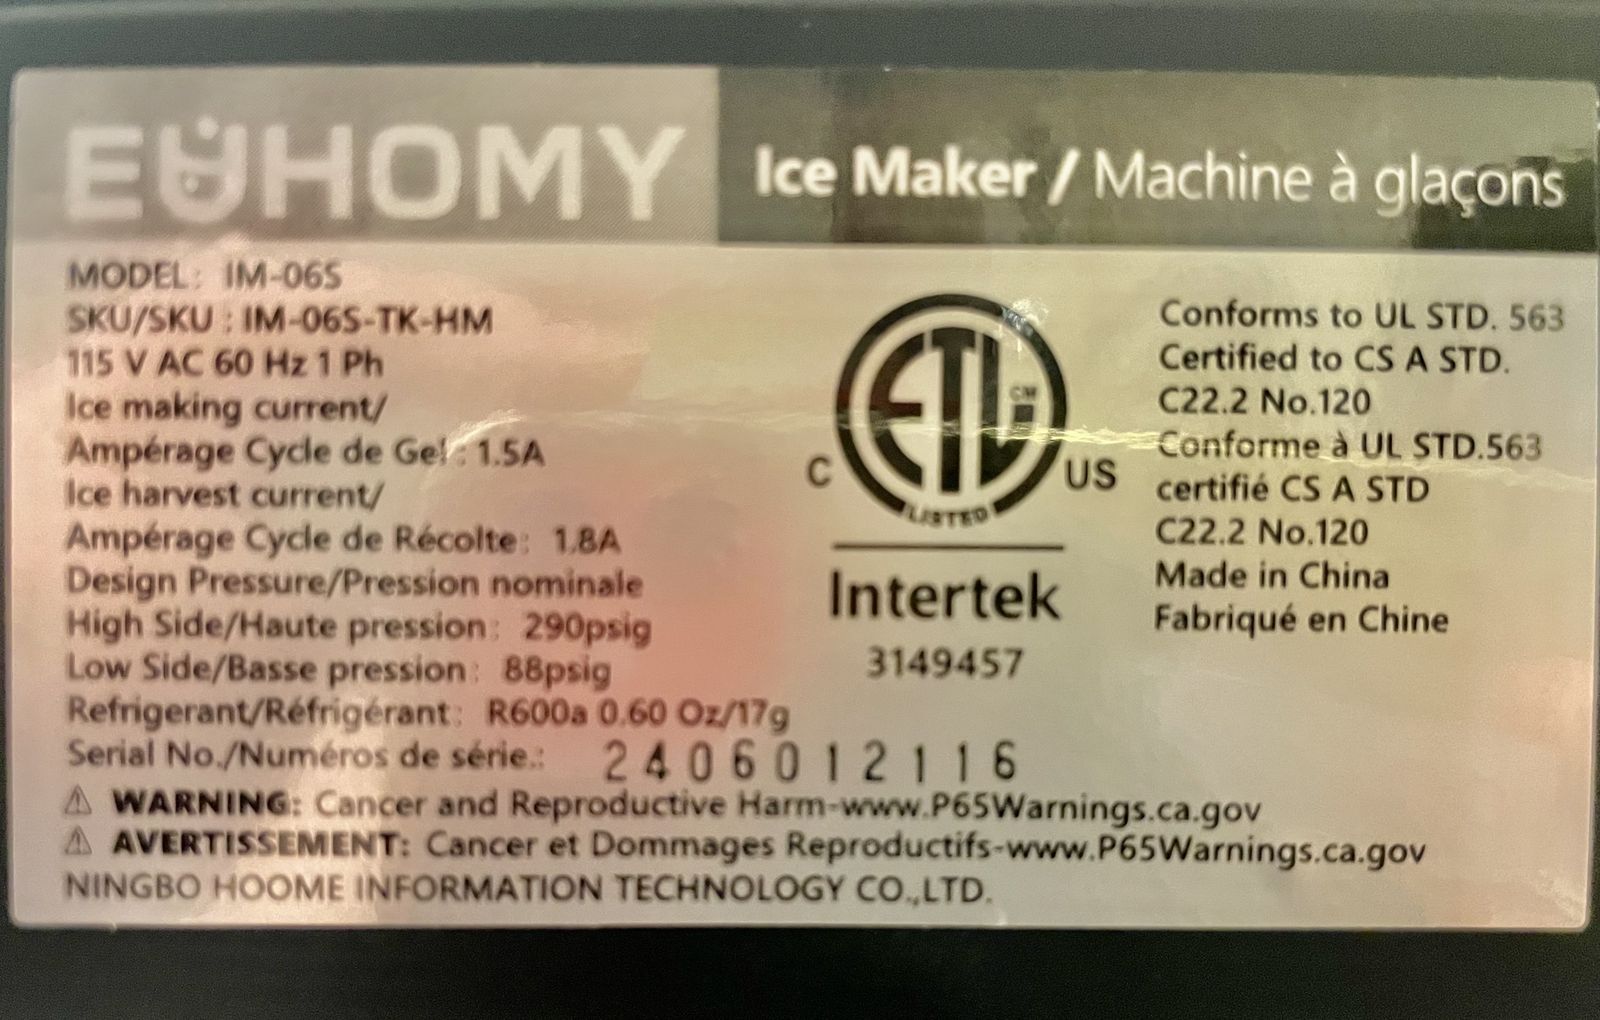 EUHOMY
Ice Maker / Machine à glaçons
MODEL: IM-06S
SKU/SKU : IM-06S-TK-HM
115 V AC 60 Hz 1 Ph
Ice making current/
Ampérage Cycle de Gel : 1.5A
Ice harvest current/
Ampérage Cycle de Récolte: 1.8A
Design Pressure/Pression nominale
High Side/Haute pression: 290psig
Low Side/Basse pression: 88psig
Refrigerant/Réfrigérant: R600a 0.60 Oz/17g
Serial No./Numéros de série.: 2406012116
⚠ WARNING: Cancer and Reproductive Harm-www.P65Warnings.ca.gov
⚠ AVERTISSEMENT: Cancer et Dommages Reproductifs-www.P65Warnings.ca.gov
NINGBO HOOME INFORMATION TECHNOLOGY CO.,LTD.
ETL CM
LISTED
C US
Intertek
3149457
Conforms to UL STD. 563
Certified to CS A STD.
C22.2 No.120
Conforme à UL STD.563
certifié CS A STD
C22.2 No.120
Made in China
Fabriqué en Chine